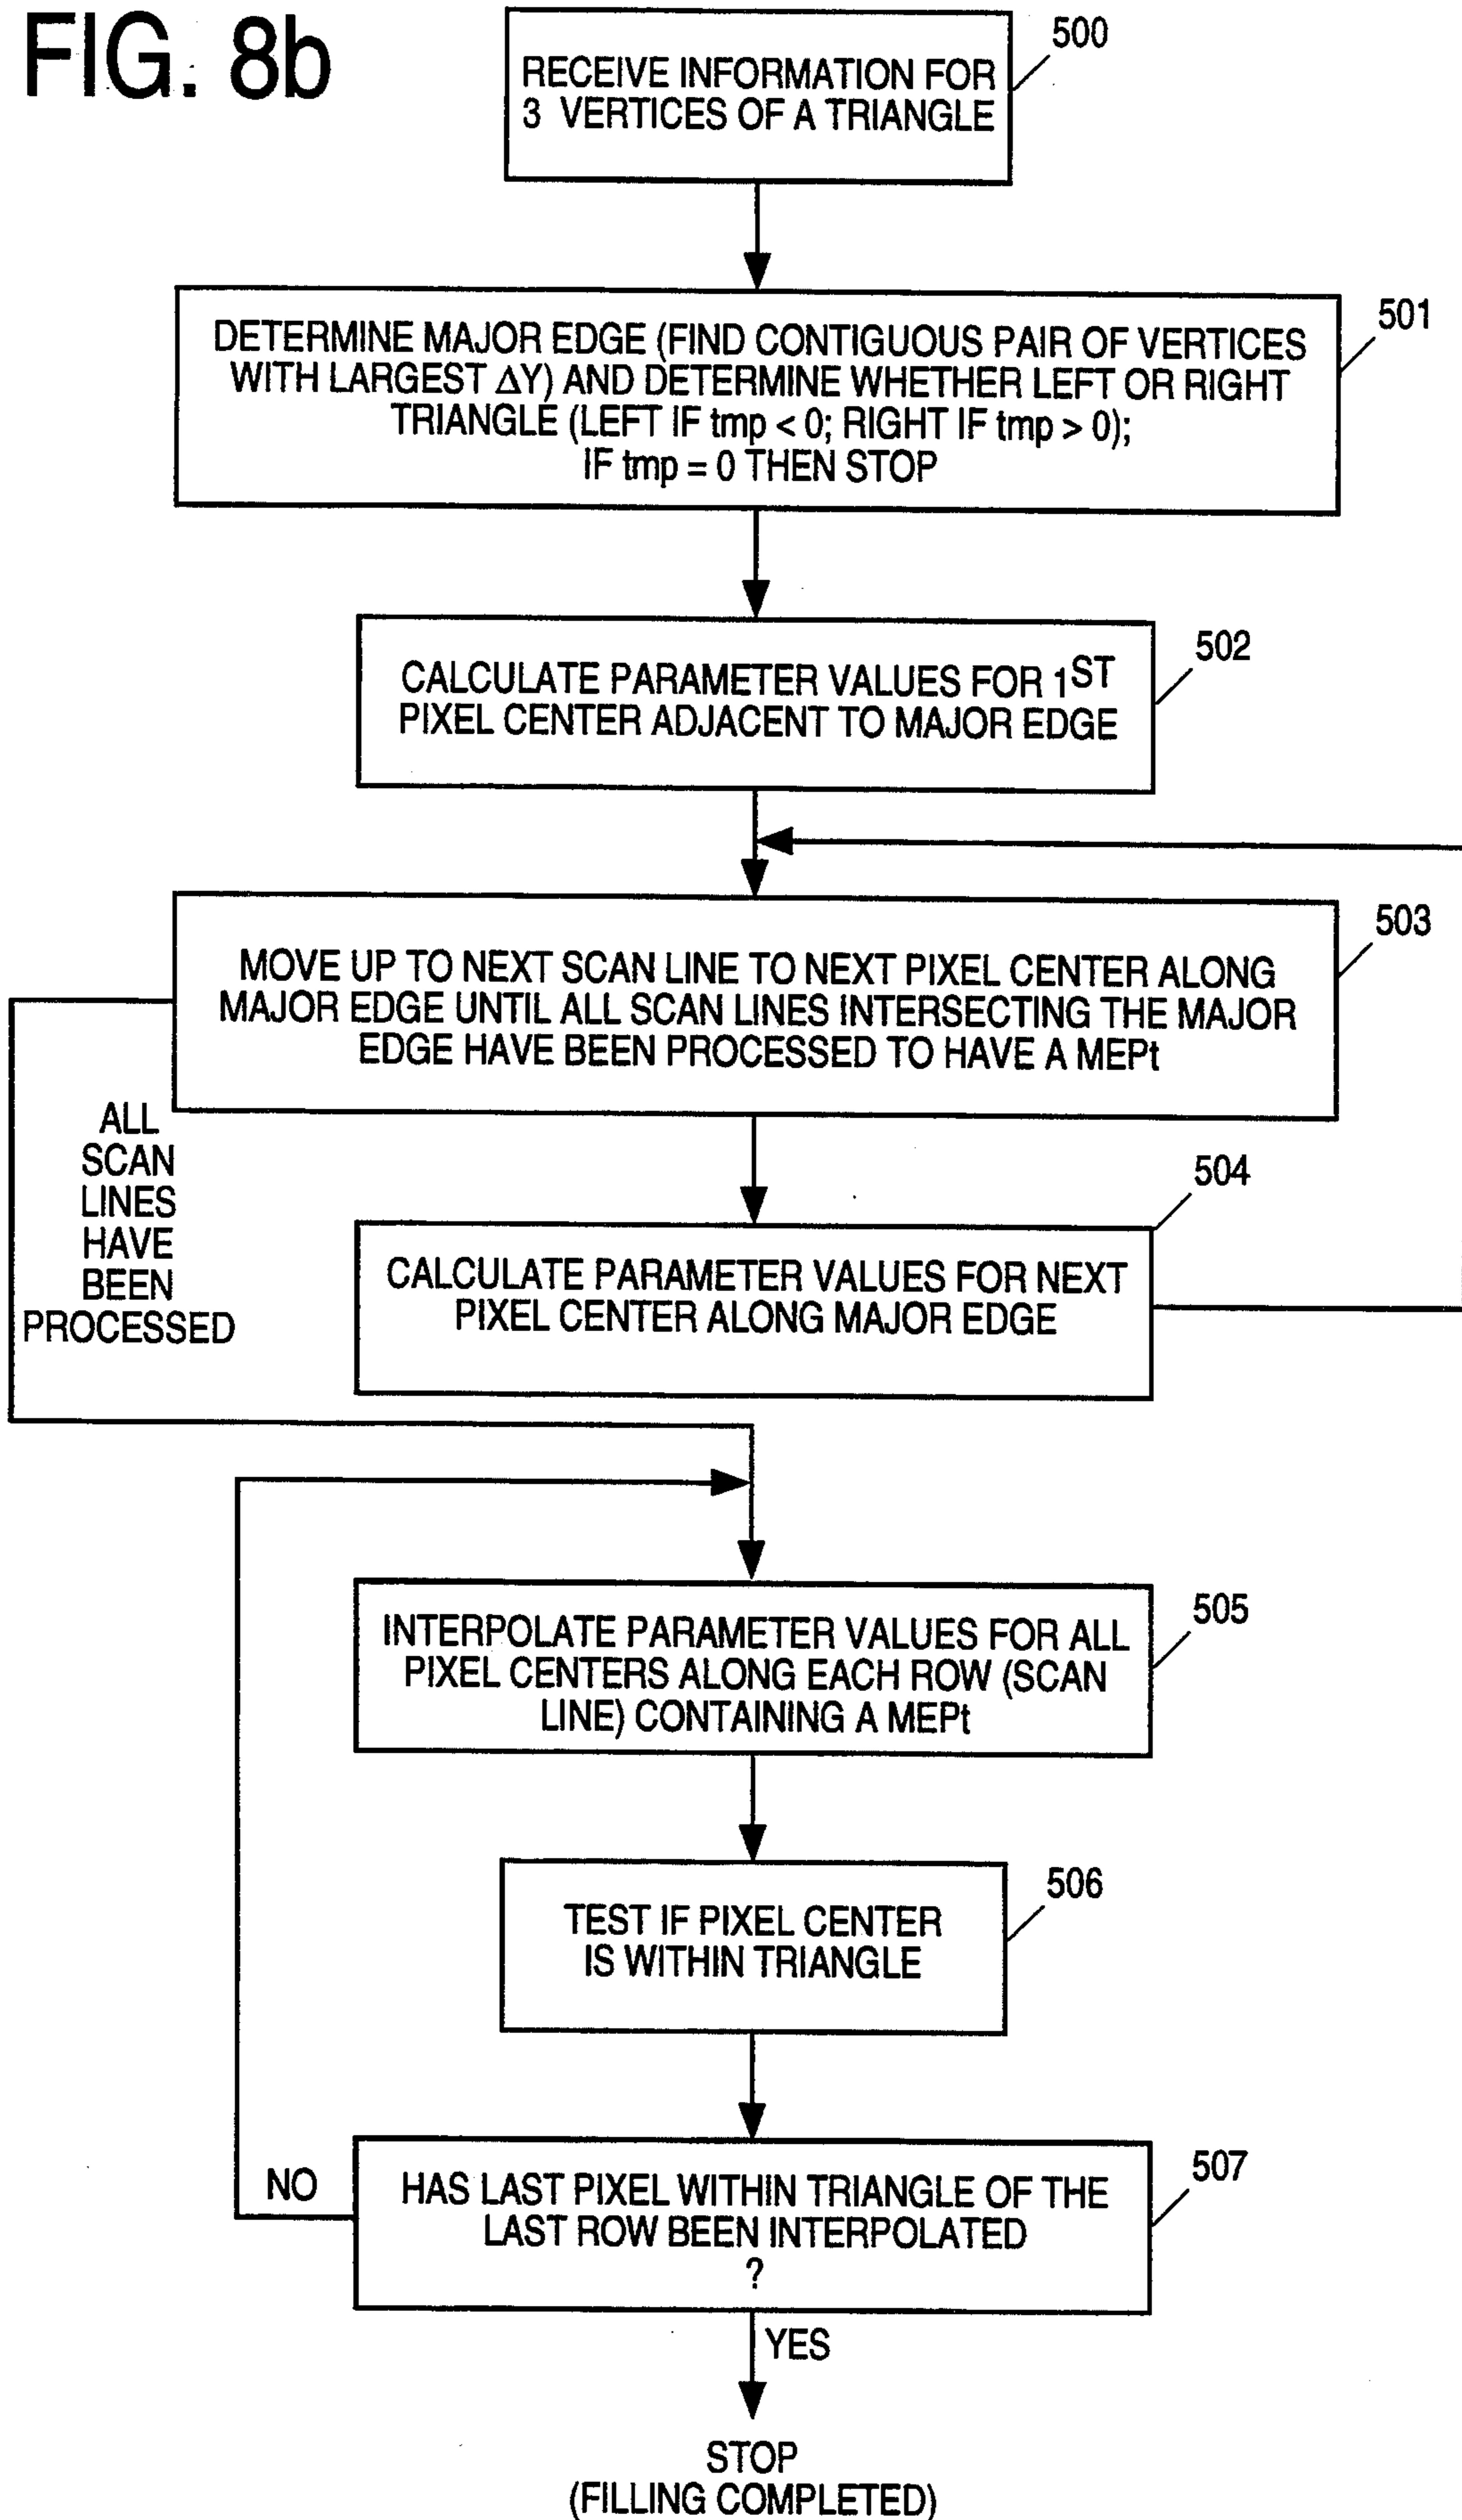 FIG. 8b
500
RECEIVE INFORMATION FOR
3 VERTICES OF A TRIANGLE
501
DETERMINE MAJOR EDGE (FIND CONTIGUOUS PAIR OF VERTICES
WITH LARGEST ΔY) AND DETERMINE WHETHER LEFT OR RIGHT
TRIANGLE (LEFT IF tmp < 0; RIGHT IF tmp > 0);
IF tmp = 0 THEN STOP
502
CALCULATE PARAMETER VALUES FOR 1ST
PIXEL CENTER ADJACENT TO MAJOR EDGE
503
MOVE UP TO NEXT SCAN LINE TO NEXT PIXEL CENTER ALONG
MAJOR EDGE UNTIL ALL SCAN LINES INTERSECTING THE MAJOR
EDGE HAVE BEEN PROCESSED TO HAVE A MEPt
ALL
SCAN
LINES
HAVE
BEEN
PROCESSED
504
CALCULATE PARAMETER VALUES FOR NEXT
PIXEL CENTER ALONG MAJOR EDGE
505
INTERPOLATE PARAMETER VALUES FOR ALL
PIXEL CENTERS ALONG EACH ROW (SCAN
LINE) CONTAINING A MEPt
506
TEST IF PIXEL CENTER
IS WITHIN TRIANGLE
507
NO
HAS LAST PIXEL WITHIN TRIANGLE OF THE
LAST ROW BEEN INTERPOLATED
?
YES
STOP
(FILLING COMPLETED)